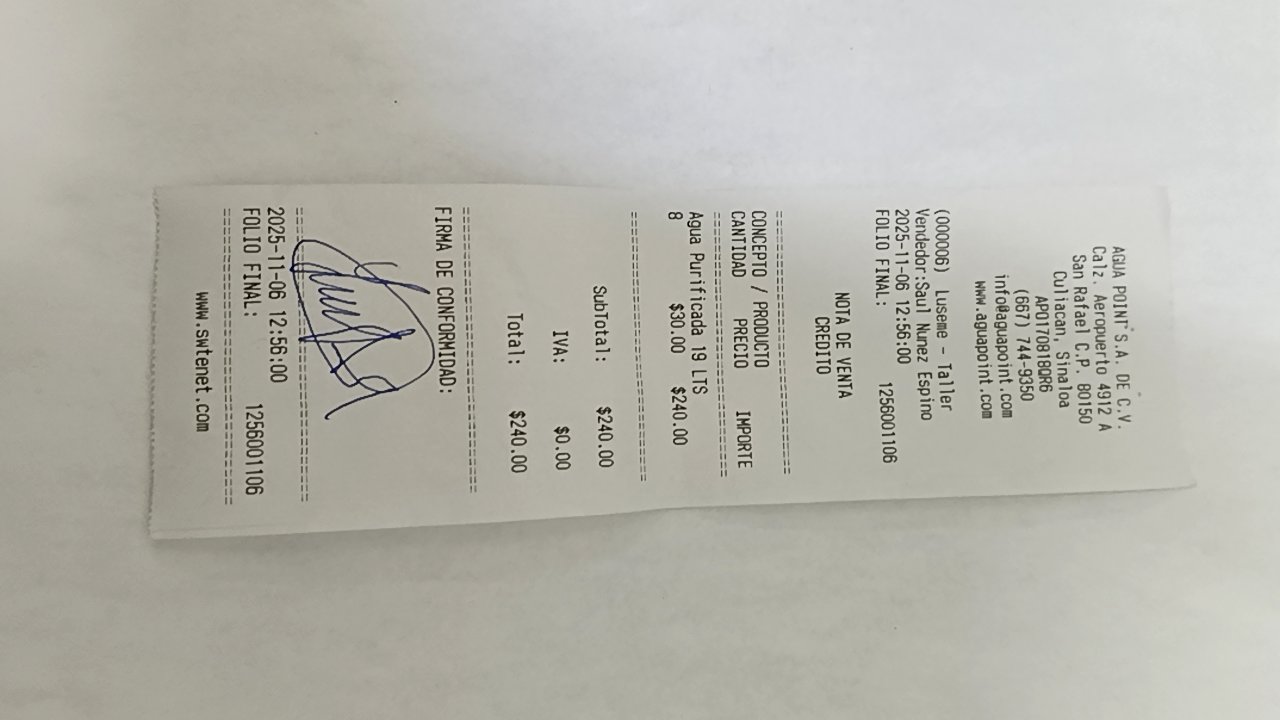 AGUA POINT S.A. DE C.V.
Calz. Aeropuerto 4912 A
San Rafael C.P. 80150
Culiacan, Sinaloa
APO170818QR6
(667) 744-9350
info@aguapoint.com
www.aguapoint.com
(000006) Luseme - Taller
Vendedor:Saul Nunez Espino
2025-11-06 12:56:00
FOLIO FINAL: 1256001106
NOTA DE VENTA
CREDITO
CONCEPTO / PRODUCTO
CANTIDAD PRECIO IMPORTE
Agua Purificada 19 LTS
8 $30.00 $240.00
SubTotal: $240.00
IVA: $0.00
Total: $240.00
FIRMA DE CONFORMIDAD:
2025-11-06 12:56:00
FOLIO FINAL: 1256001106
www.swtenet.com